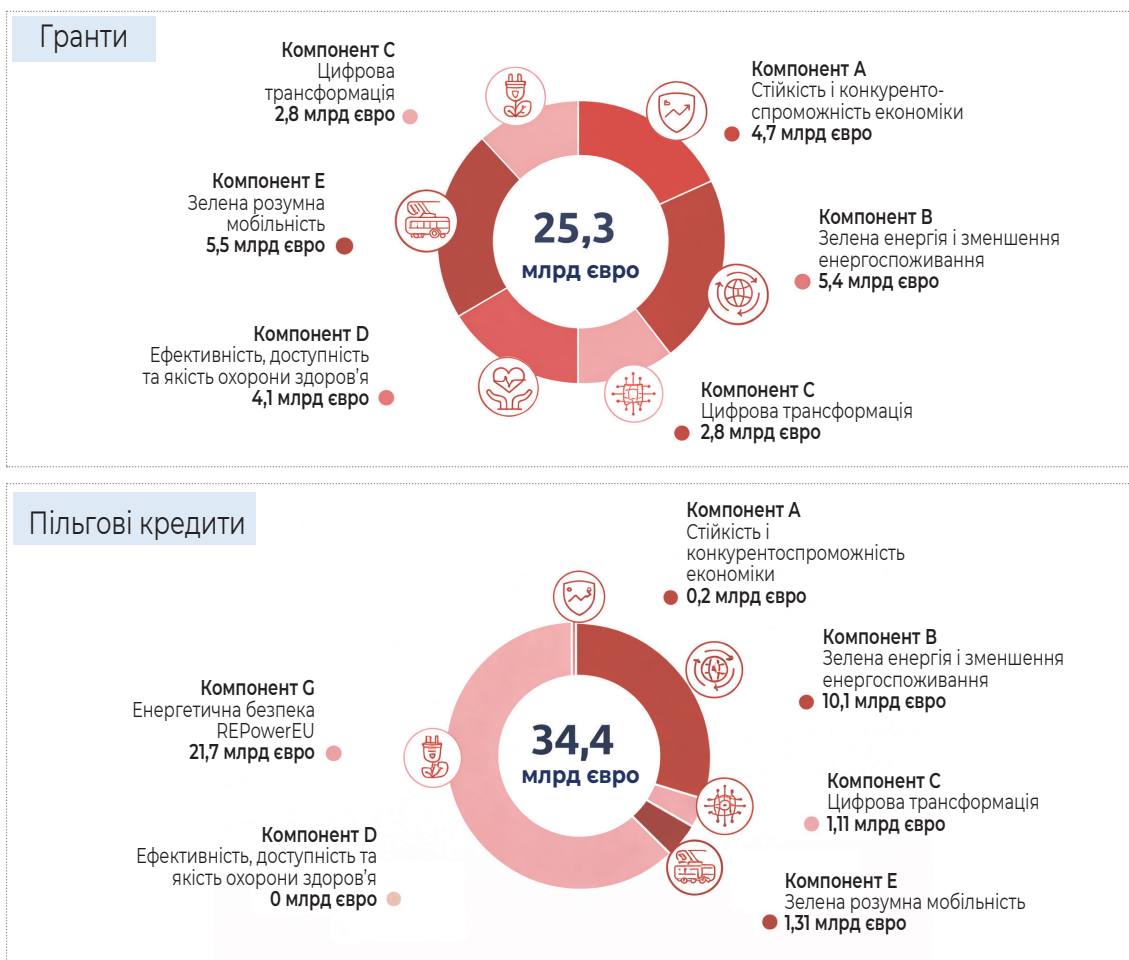 Гранти
Компонент C
Цифрова
трансформація
2,8 млрд євро
Компонент A
Стійкість і конкуренто-
спроможність економіки
4,7 млрд євро
Компонент E
Зелена розумна
мобільність
5,5 млрд євро
25,3
млрд євро
Компонент B
Зелена енергія і зменшення
енергоспоживання
5,4 млрд євро
Компонент D
Ефективність, доступність
та якість охорони здоров’я
4,1 млрд євро
Компонент C
Цифрова трансформація
2,8 млрд євро
Пільгові кредити
Компонент A
Стійкість і
конкурентоспроможність
економіки
0,2 млрд євро
Компонент B
Зелена енергія і зменшення
енергоспоживання
10,1 млрд євро
Компонент G
Енергетична безпека
REPowerEU
21,7 млрд євро
34,4
млрд євро
Компонент C
Цифрова трансформація
1,11 млрд євро
Компонент D
Ефективність, доступність та
якість охорони здоров’я
0 млрд євро
Компонент E
Зелена розумна мобільність
1,31 млрд євро